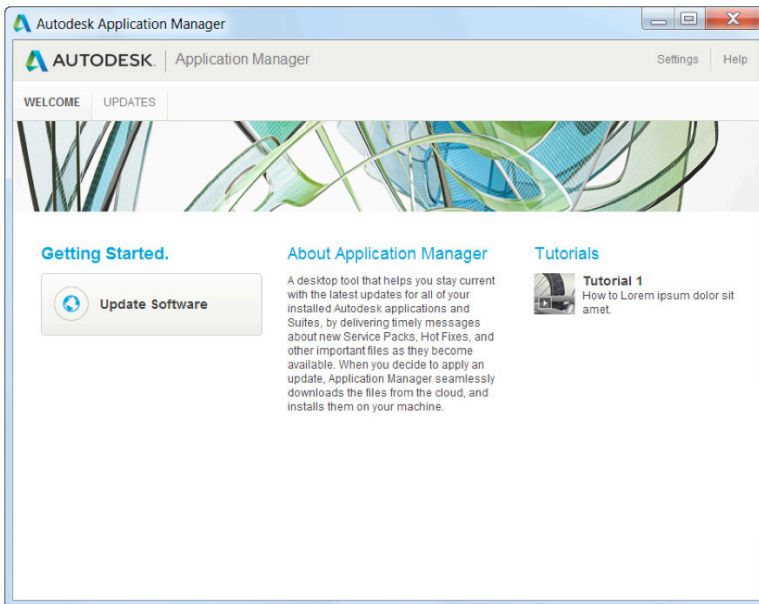 Autodesk Application Manager
AUTODESK. Application Manager
Settings Help
WELCOME UPDATES
Getting Started.
Update Software
About Application Manager
A desktop tool that helps you stay current
with the latest updates for all of your
installed Autodesk applications and
Suites, by delivering timely messages
about new Service Packs, Hot Fixes, and
other important files as they become
available. When you decide to apply an
update, Application Manager seamlessly
downloads the files from the cloud, and
installs them on your machine.
Tutorials
Tutorial 1
How to Lorem ipsum dolor sit
amet.